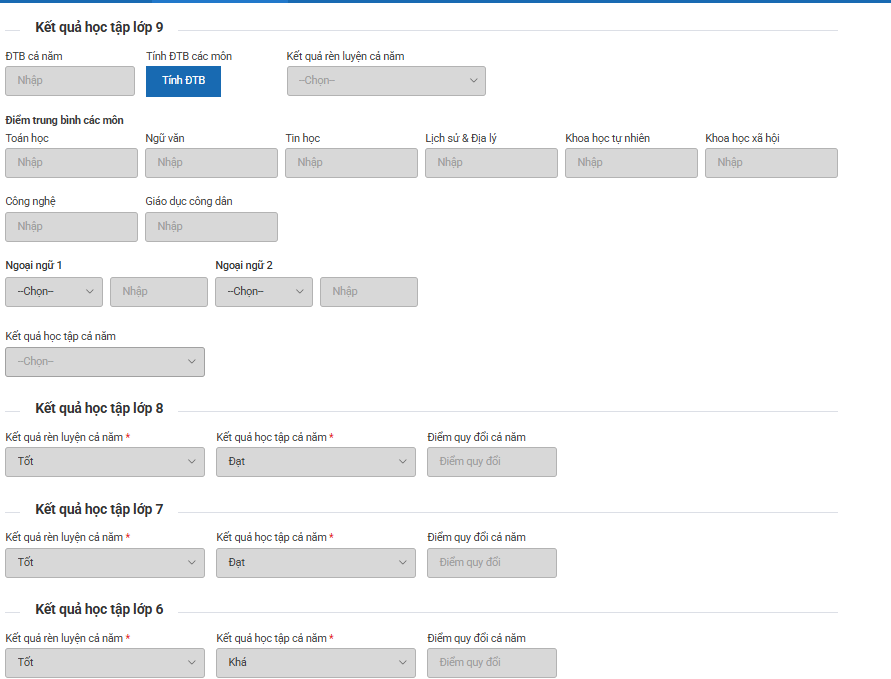 Kết quả học tập lớp 9
ĐTB cả năm Tính ĐTB các môn Kết quả rèn luyện cả năm
Nhập Tính ĐTB --Chọn--
Điểm trung bình các môn
Toán học Ngữ văn Tin học Lịch sử & Địa lý Khoa học tự nhiên Khoa học xã hội
Nhập Nhập Nhập Nhập Nhập Nhập
Công nghệ Giáo dục công dân
Nhập Nhập
Ngoại ngữ 1 Ngoại ngữ 2
--Chọn-- Nhập --Chọn-- Nhập
Kết quả học tập cả năm
--Chọn--
Kết quả học tập lớp 8
Kết quả rèn luyện cả năm * Kết quả học tập cả năm * Điểm quy đổi cả năm
Tốt Đạt Điểm quy đổi
Kết quả học tập lớp 7
Kết quả rèn luyện cả năm * Kết quả học tập cả năm * Điểm quy đổi cả năm
Tốt Đạt Điểm quy đổi
Kết quả học tập lớp 6
Kết quả rèn luyện cả năm * Kết quả học tập cả năm * Điểm quy đổi cả năm
Tốt Khá Điểm quy đổi